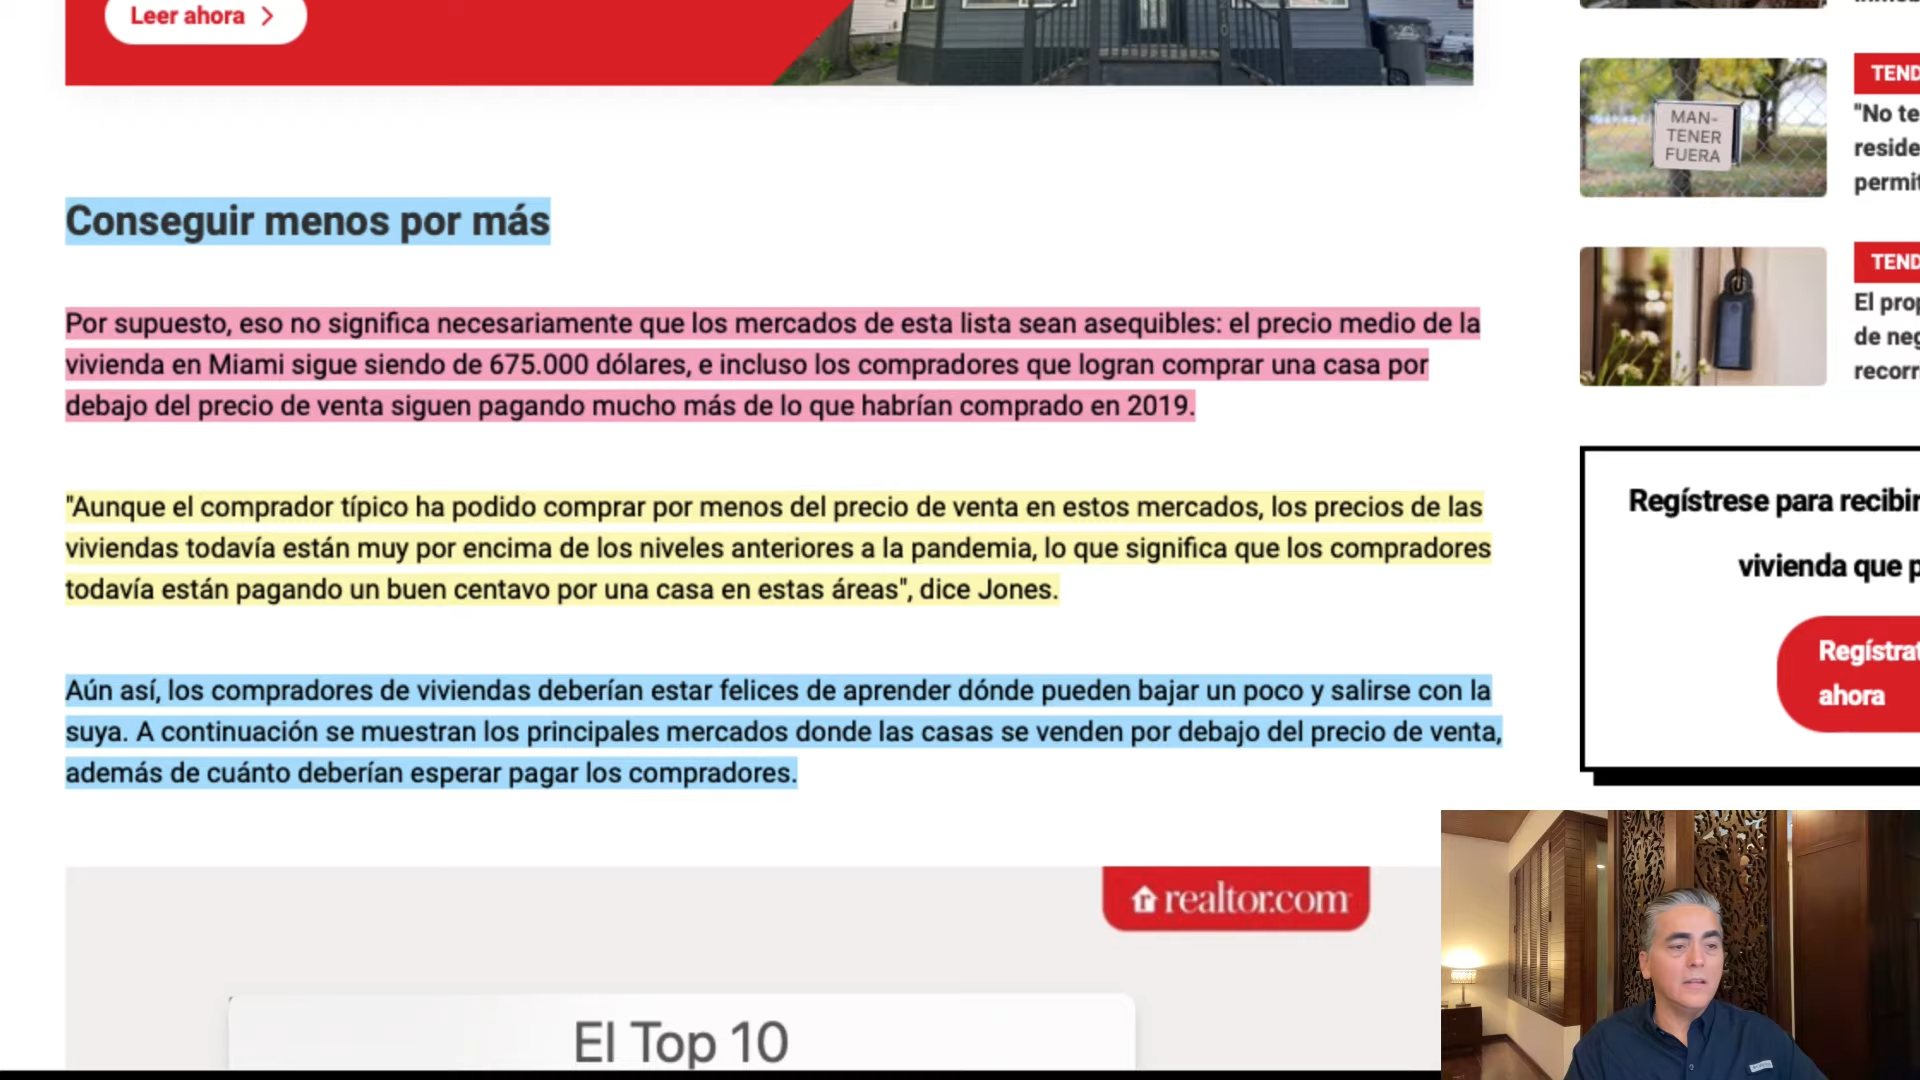 Leer ahora
Conseguir menos por más
Por supuesto, eso no significa necesariamente que los mercados de esta lista sean asequibles: el precio medio de la
vivienda en Miami sigue siendo de 675.000 dólares, e incluso los compradores que logran comprar una casa por
debajo del precio de venta siguen pagando mucho más de lo que habrían comprado en 2019.
"Aunque el comprador típico ha podido comprar por menos del precio de venta en estos mercados, los precios de las
viviendas todavía están muy por encima de los niveles anteriores a la pandemia, lo que significa que los compradores
todavía están pagando un buen centavo por una casa en estas áreas", dice Jones.
Aún así, los compradores de viviendas deberían estar felices de aprender dónde pueden bajar un poco y salirse con la
suya. A continuación se muestran los principales mercados donde las casas se venden por debajo del precio de venta,
además de cuánto deberían esperar pagar los compradores.
realtor.com
El Top 10
MAN-
TENER
FUERA
TEND
"No te
reside
permit
TEND
El prop
de neg
recorr
Regístrese para recibir
vivienda que p
Regístrat
ahora